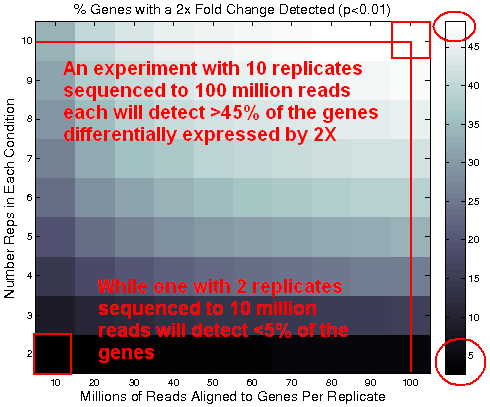 % Genes with a 2x Fold Change Detected (p<0.01)
An experiment with 10 replicates
sequenced to 100 million reads
each will detect >45% of the genes
differentially expressed by 2X
While one with 2 replicates
sequenced to 10 million
reads will detect <5% of the
genes
Number Reps in Each Condition
10
9
8
7
6
5
4
3
2
10 20 30 40 50 60 70 80 90 100
Millions of Reads Aligned to Genes Per Replicate
45
40
35
30
25
20
15
10
5